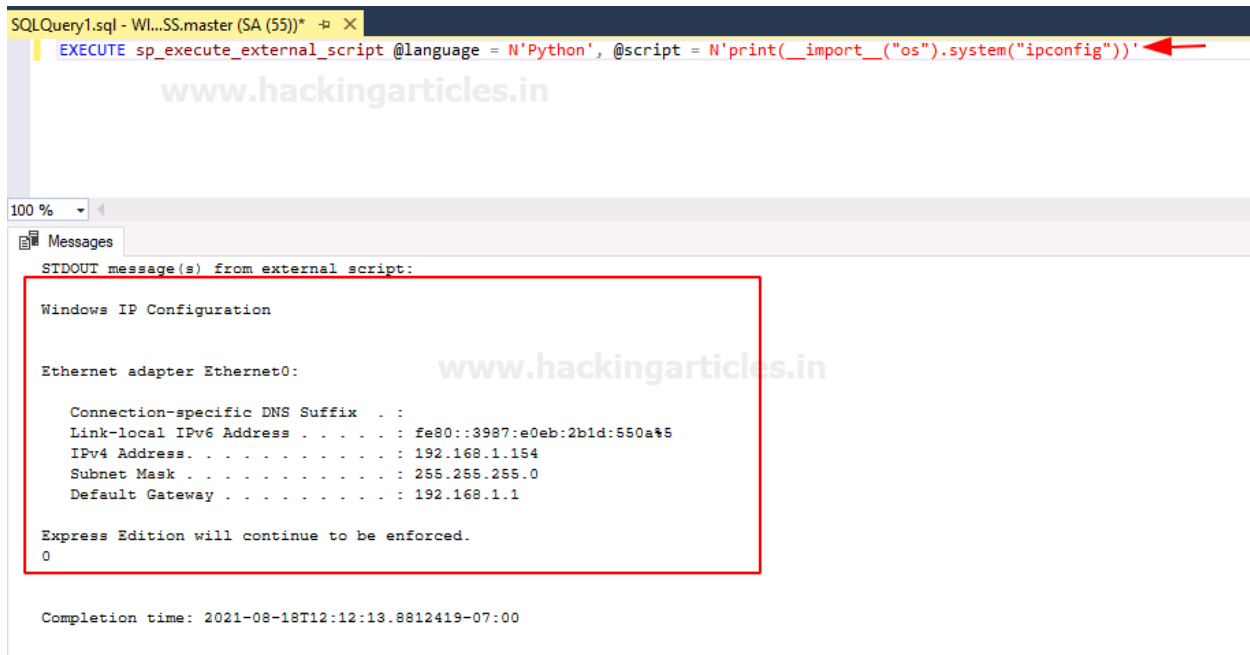 SQLQuery1.sql - WI...SS.master (SA (55))*
EXECUTE sp_execute_external_script @language = N'Python', @script = N'print(__import__("os").system("ipconfig"))'
www.hackingarticles.in
100 %
Messages
STDOUT message(s) from external script:
Windows IP Configuration
Ethernet adapter Ethernet0:
www.hackingarticles.in
Connection-specific DNS Suffix . :
Link-local IPv6 Address . . . . . : fe80::3987:e0eb:2b1d:550a%5
IPv4 Address. . . . . . . . . . . : 192.168.1.154
Subnet Mask . . . . . . . . . . . : 255.255.255.0
Default Gateway . . . . . . . . . : 192.168.1.1
Express Edition will continue to be enforced.
0
Completion time: 2021-08-18T12:12:13.8812419-07:00